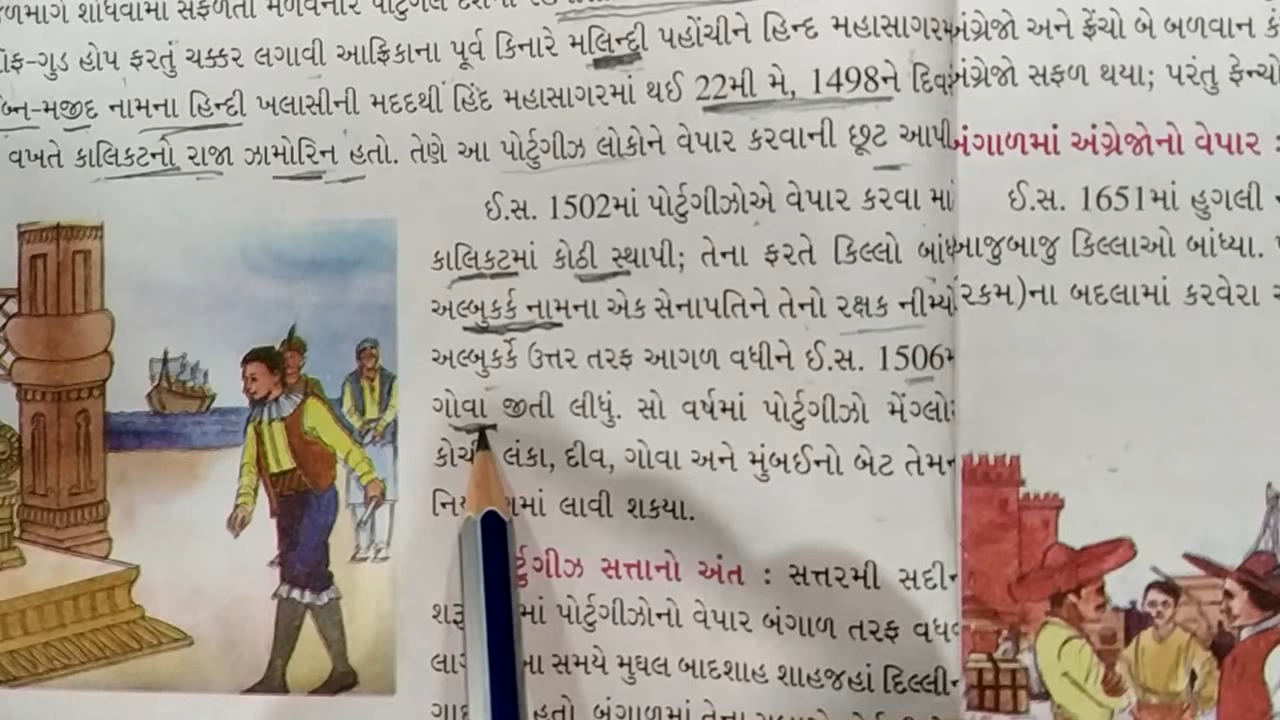 શોધવામાં સફળતા મેળવનાર પોર્ટુગલ
ઑફ-ગુડ હોપ ફરતું ચક્કર લગાવી આફ્રિકાના પૂર્વ કિનારે મલિન્દી પહોંચીને હિન્દ મહાસાગરમ
બ્ન-મજીદ નામના હિન્દી ખલાસીની મદદથી હિંદ મહાસાગરમાં થઈ 22મી મે, 1498ને દિવ
વખતે કાલિકટનો રાજા ઝામોરિન હતો. તેણે આ પોર્ટુગીઝ લોકોને વેપાર કરવાની છૂટ આપી
ઈ.સ. 1502માં પોર્ટુગીઝોએ વેપાર કરવા મા
કાલિકટમાં કોઠી સ્થાપી; તેના ફરતે કિલ્લો બાં
અલ્બુકર્ક નામના એક સેનાપતિને તેનો રક્ષક નીમ્યો
અલ્બુકર્કે ઉત્તર તરફ આગળ વધીને ઈ.સ. 1506
ગોવા જીતી લીધું. સો વર્ષમાં પોર્ટુગીઝો મેંગ્લો
લંકા, દીવ, ગોવા અને મુંબઈનો બેટ તેમ
માં લાવી શકયા.
ર્ટુગીઝ સત્તાનો અંત : સત્તરમી સદી
માં પોર્ટુગીઝોનો વેપાર બંગાળ તરફ વધ
ના સમયે મુઘલ બાદશાહ શાહજહાં દિલ્લી
હતો. બંગાળમાં તેના
અંગ્રેજો અને ફ્રેંચો બે બળવાન
અંગ્રેજો સફળ થયા; પરંતુ ફ્રેન્ચો
બંગાળમાં અંગ્રેજોનો વેપાર :
ઈ.સ. 1651માં હુગલી
આજુબાજુ કિલ્લાઓ બાંધ્યા.
રકમ)ના બદલામાં કરવેરા